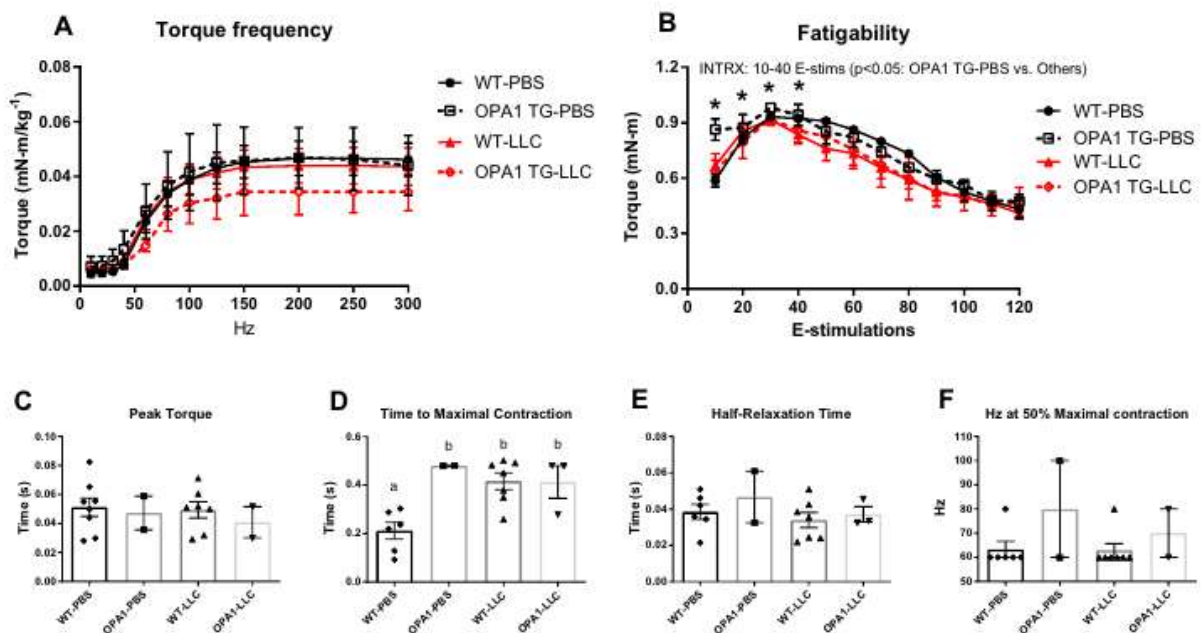 A
Torque frequency
Torque (mN-m/kg⁻¹)
0.08
0.06
0.04
0.02
0.00
0 50 100 150 200 250 300
Hz
WT-PBS
OPA1 TG-PBS
WT-LLC
OPA1 TG-LLC
B
Fatigability
INTRX: 10-40 E-stims (p<0.05: OPA1 TG-PBS vs. Others)
* * * *
Torque (mN-m)
1.2
0.9
0.6
0.3
0.0
0 20 40 60 80 100 120
E-stimulations
WT-PBS
OPA1 TG-PBS
WT-LLC
OPA1 TG-LLC
C
Peak Torque
Time (s)
0.10
0.08
0.06
0.04
0.02
0.00
WT-PBS OPA1-PBS WT-LLC OPA1-LLC
D
Time to Maximal Contraction
Time (s)
0.6
0.4
0.2
0.0
a b b b
WT-PBS OPA1-PBS WT-LLC OPA1-LLC
E
Half-Relaxation Time
Time (s)
0.08
0.06
0.04
0.02
0.00
WT-PBS OPA1-PBS WT-LLC OPA1-LLC
F
Hz at 50% Maximal contraction
Hz
110
100
90
80
70
60
50
WT-PBS OPA1-PBS WT-LLC OPA1-LLC